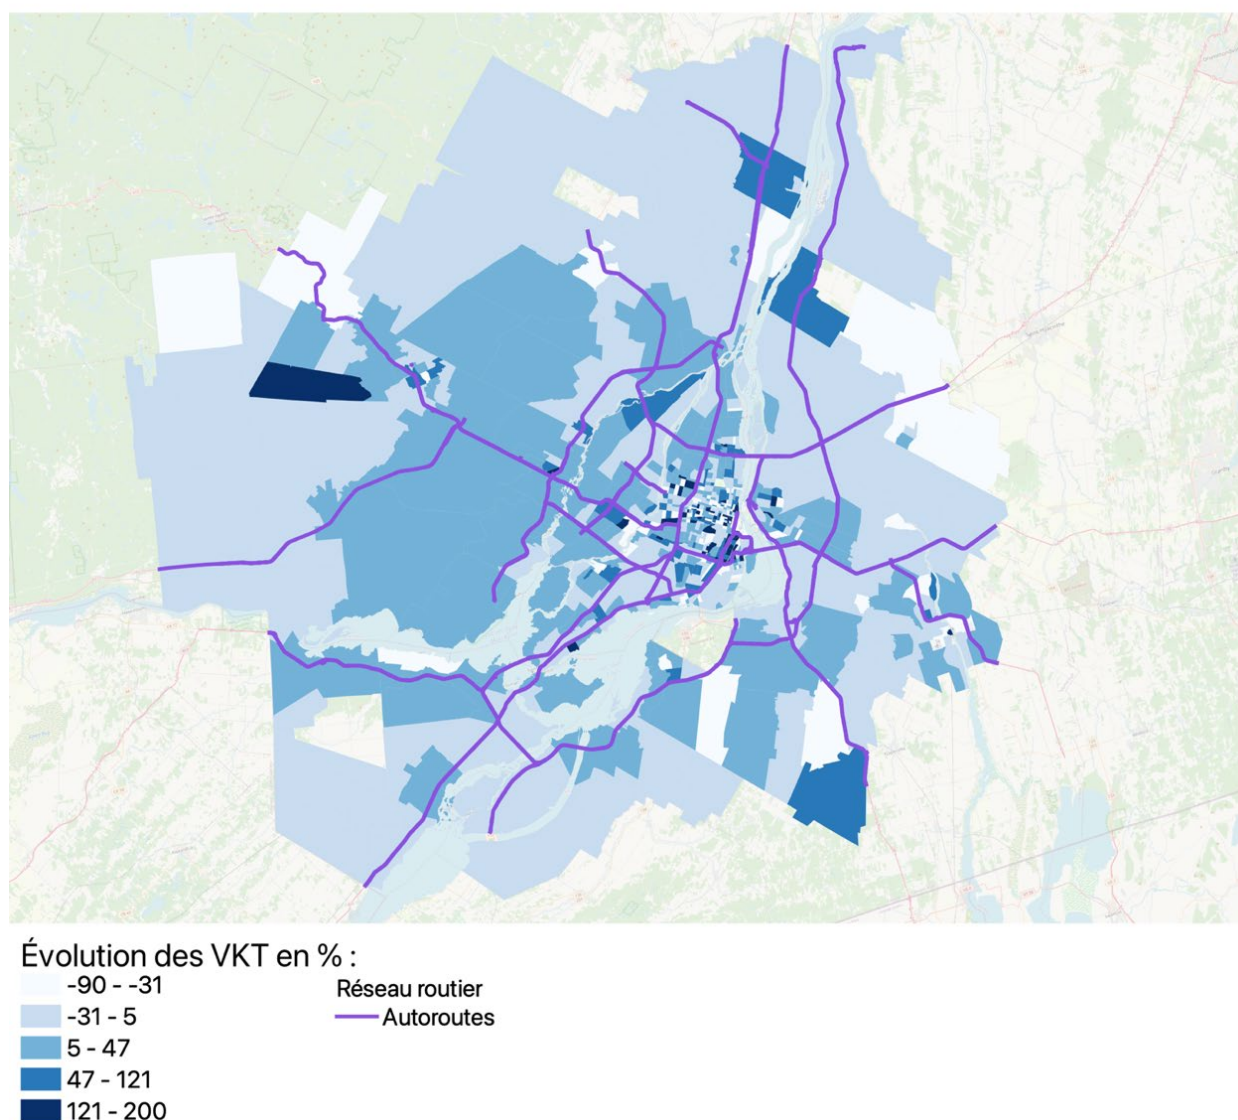 Évolution des VKT en % :
-90 - -31
-31 - 5
5 - 47
47 - 121
121 - 200
Réseau routier
Autoroutes